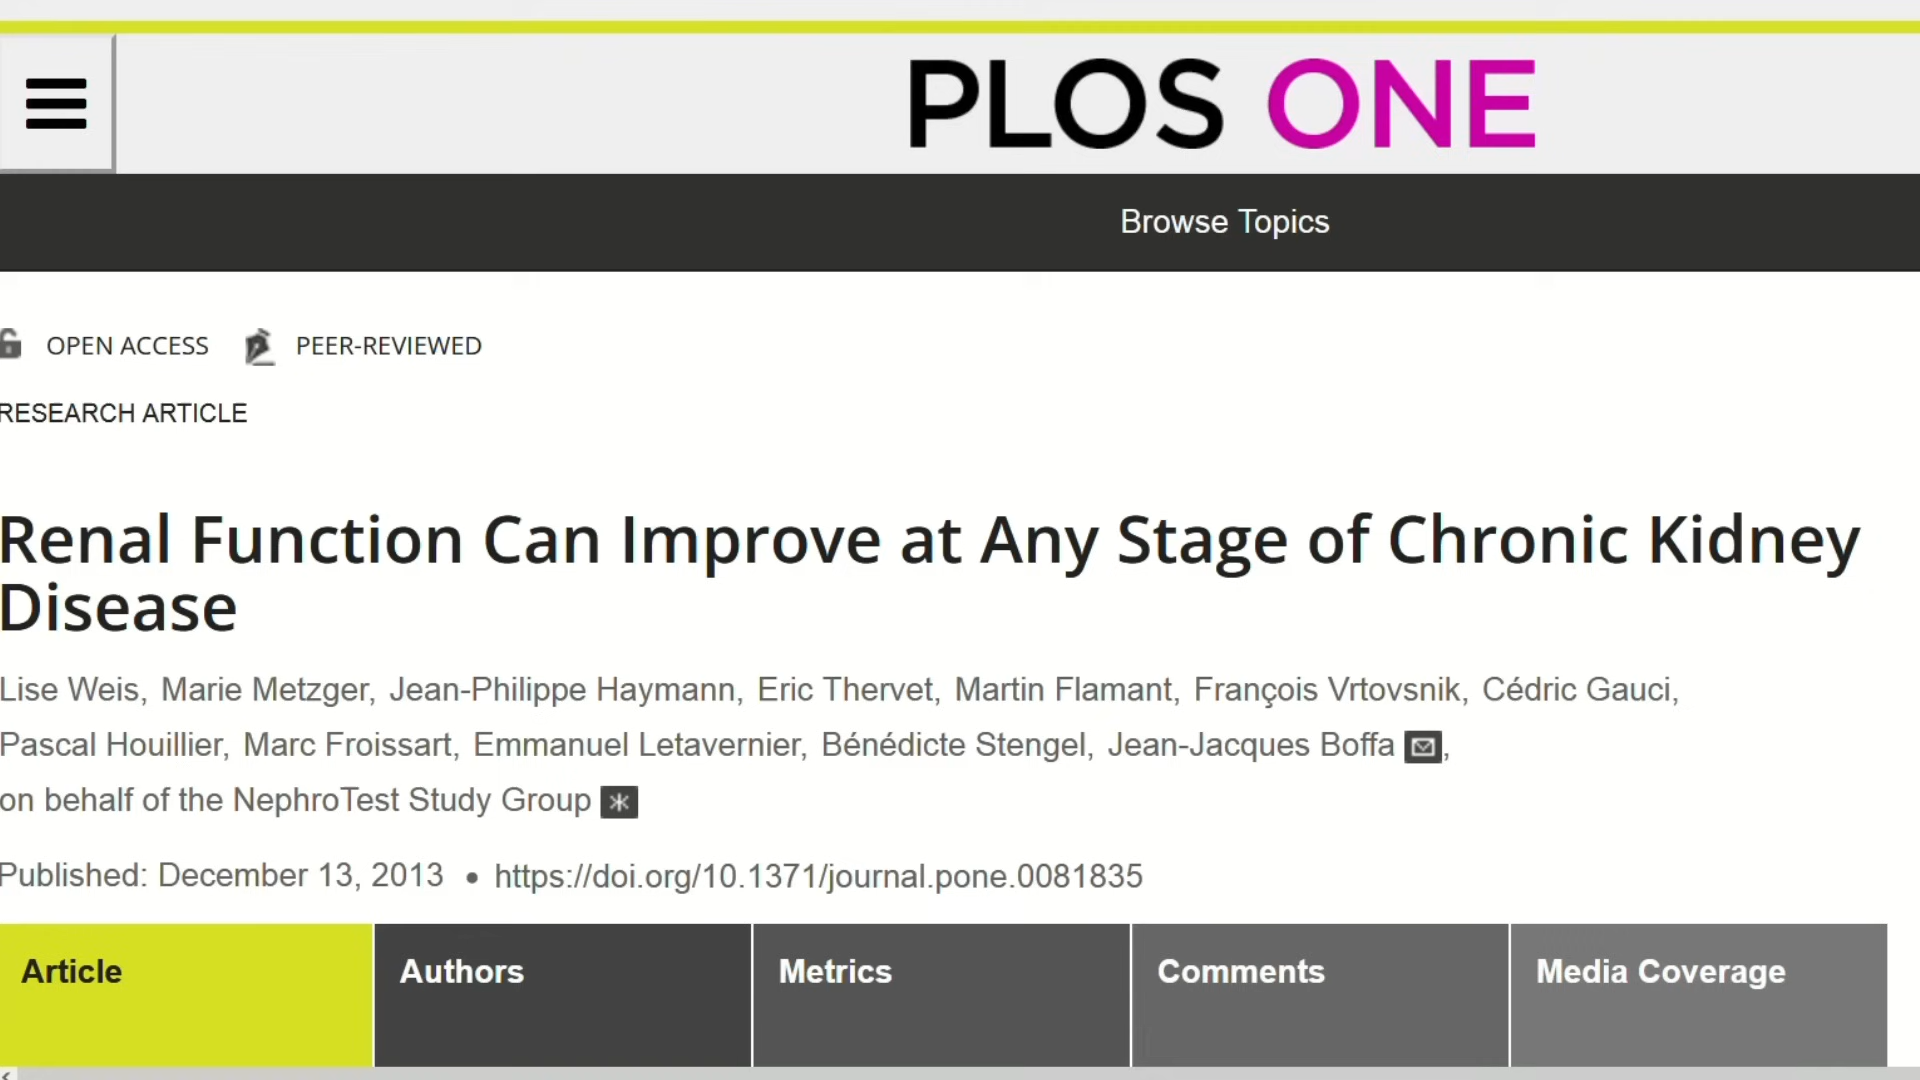 PLOS ONE
Browse Topics
OPEN ACCESS PEER-REVIEWED
RESEARCH ARTICLE
Renal Function Can Improve at Any Stage of Chronic Kidney
Disease
Lise Weis, Marie Metzger, Jean-Philippe Haymann, Eric Thervet, Martin Flamant, François Vrtovsnik, Cédric Gauci,
Pascal Houillier, Marc Froissart, Emmanuel Letavernier, Bénédicte Stengel, Jean-Jacques Boffa ,
on behalf of the NephroTest Study Group
Published: December 13, 2013 • https://doi.org/10.1371/journal.pone.0081835
Article Authors Metrics Comments Media Coverage